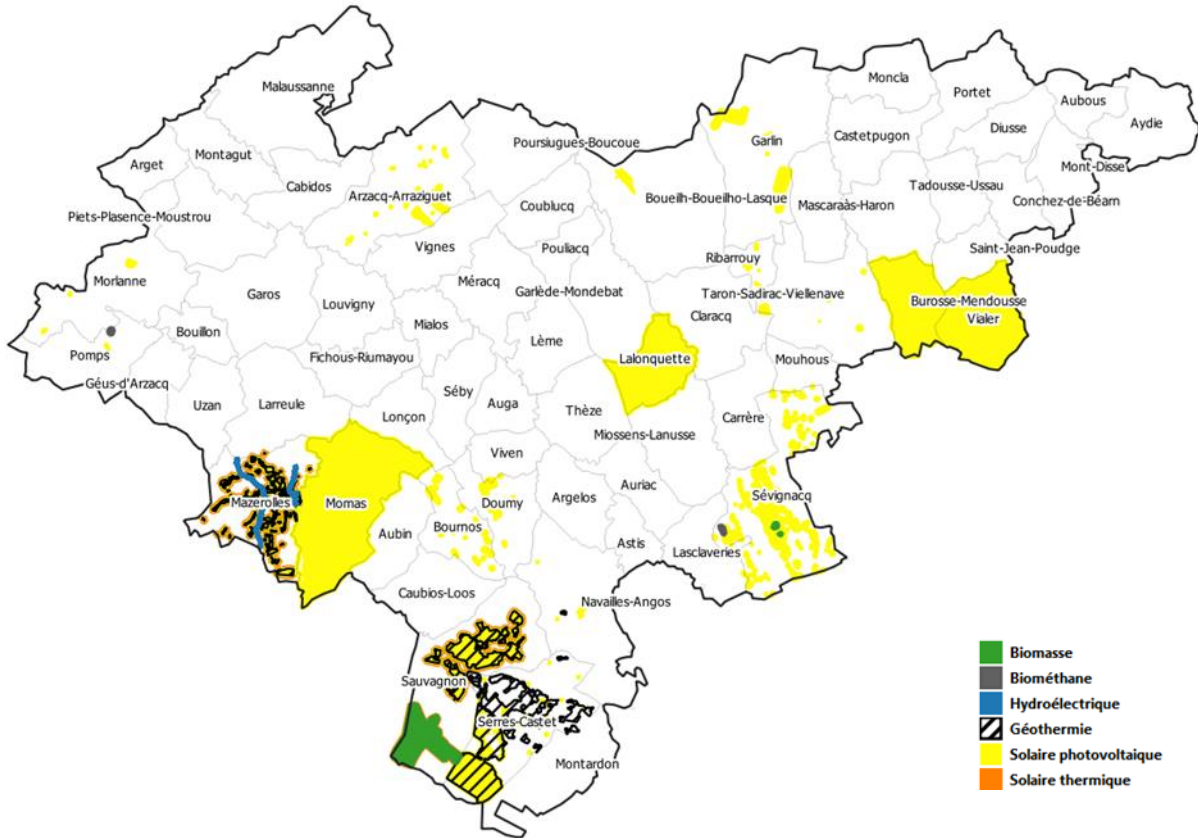 Malaussanne
Moncla
Portet
Aubous
Aydie
Poursiugues-Boucoue
Garlin
Castetpugon
Diusse
Arget
Montagut
Mont-Disse
Cabidos
Arzacq-Arraziguet
Tadousse-Ussau
Boueilh-Boueilho-Lasque
Mascaraàs-Haron
Conchez-de-Béarn
Piets-Plasence-Moustrou
Coublucq
Vignes
Pouliacq
Saint-Jean-Poudge
Ribarrouy
Morlanne
Méracq
Garos
Garlède-Mondebat
Taron-Sadirac-Viellenave
Burosse-Mendousse
Louvigny
Claracq
Vialer
Bouillon
Mialos
Lème
Pomps
Fichous-Riumayou
Lalonquette
Mouhous
Géus-d'Arzacq
Séby
Uzan
Larreule
Auga
Thèze
Carrère
Lonçon
Miossens-Lanusse
Viven
Auriac
Sévignacq
Mazerolles
Momas
Doumy
Argelos
Bournos
Aubin
Astis
Lasclaveries
Caubios-Loos
Navailles-Angos
Sauvagnon
Serres-Castet
Montardon
Biomasse
Biométhane
Hydroélectrique
Géothermie
Solaire photovoltaique
Solaire thermique